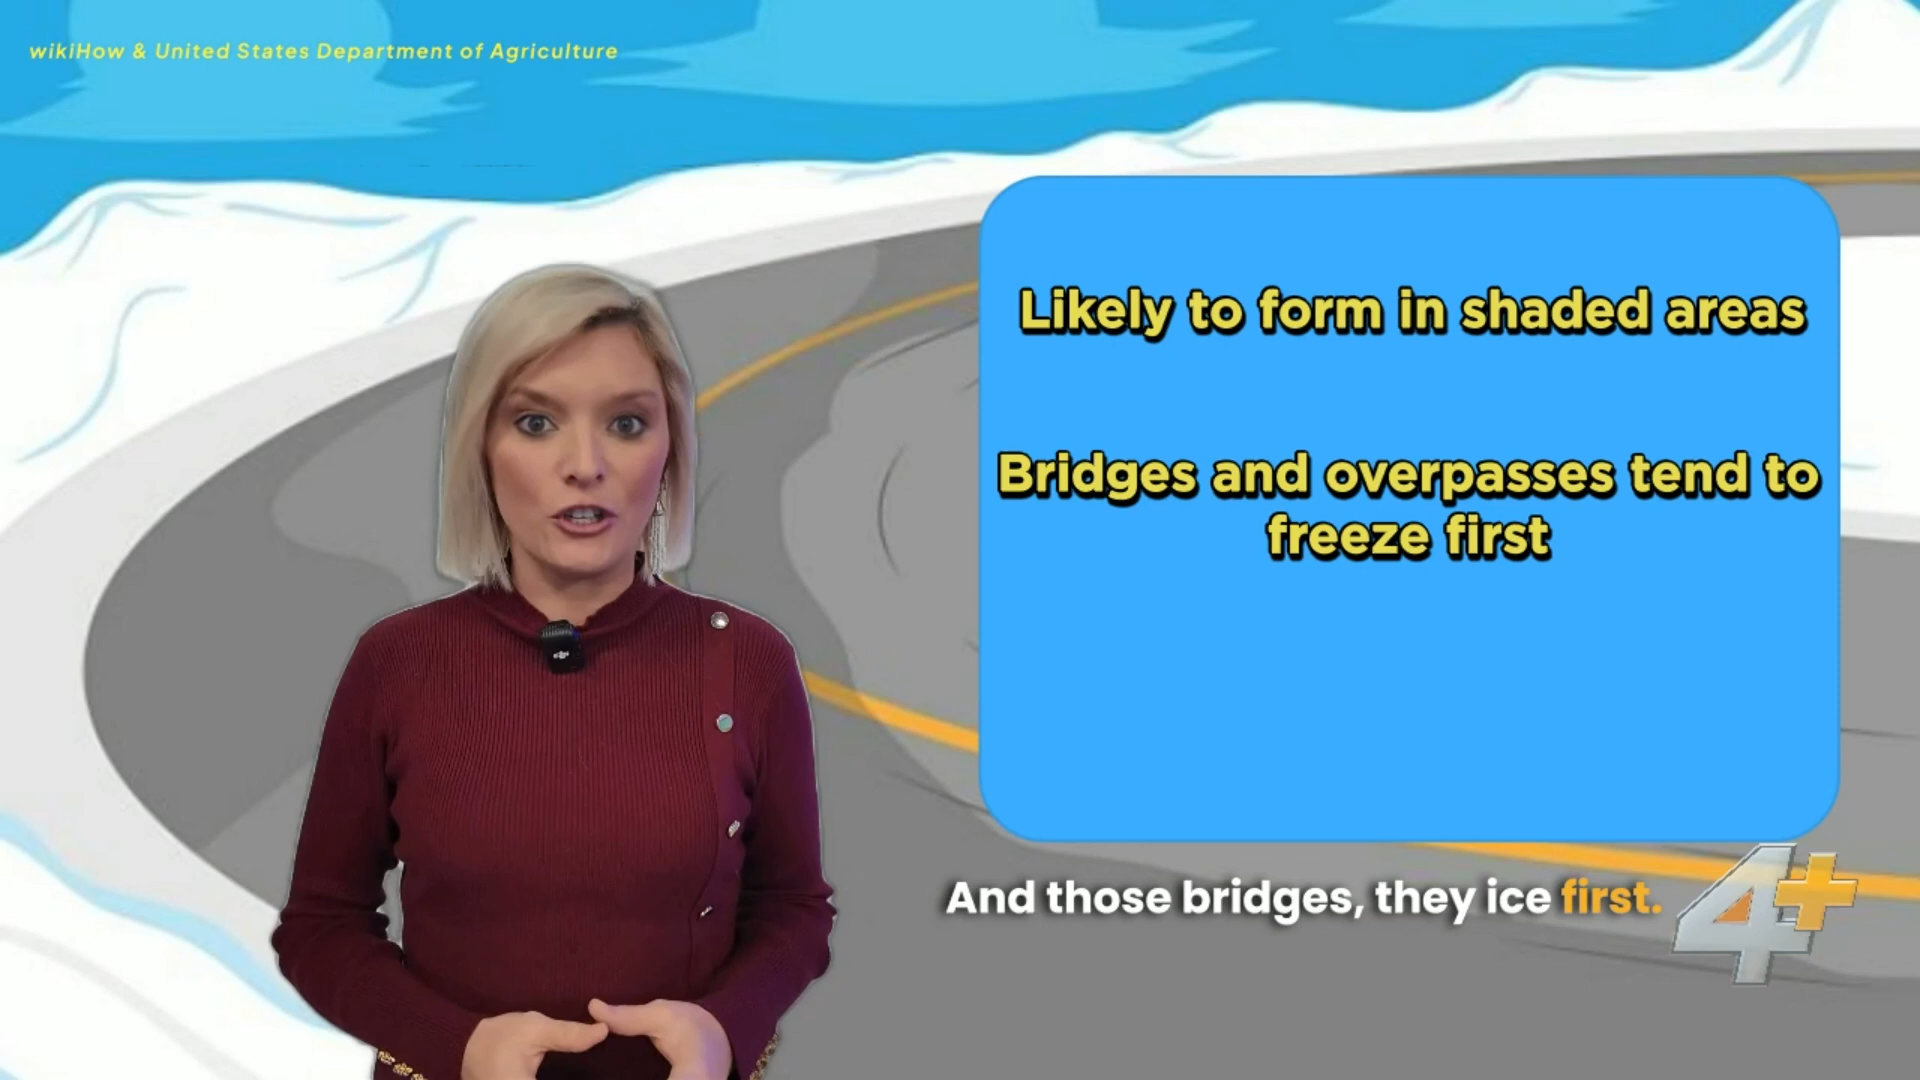 wikiHow & United States Department of Agriculture
Likely to form in shaded areas
Bridges and overpasses tend to
freeze first
And those bridges, they ice first.
4+